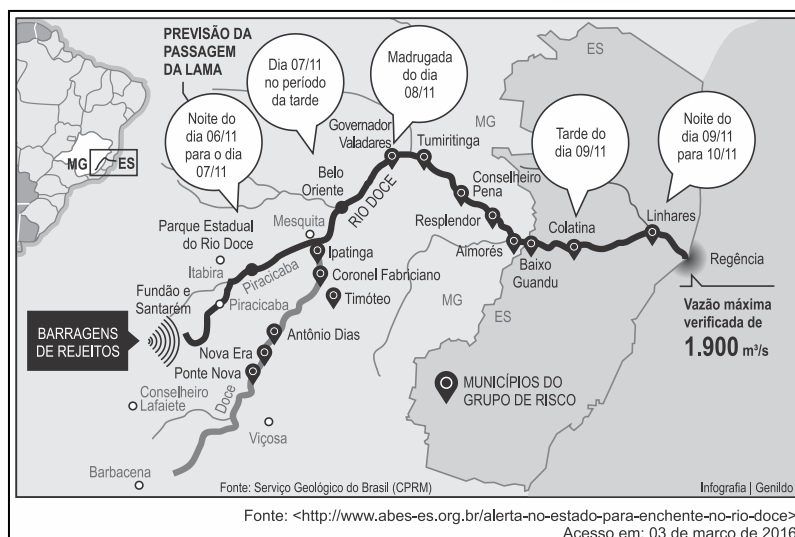 PREVISÃO DA
PASSAGEM
DA LAMA
Noite do
dia 06/11
para o dia
07/11
Dia 07/11
no período
da tarde
Madrugada
do dia
08/11
Tarde do
dia 09/11
Noite do
dia 09/11
para 10/11
MG
ES
ES
MG
Governador
Valadares
Tumiritinga
Belo
Oriente
RIO DOCE
Conselheiro
Pena
Resplendor
Aimorés
Baixo
Guandu
Colatina
Linhares
Regência
Parque Estadual
do Rio Doce
Mesquita
Itabira
Piracicaba
Ipatinga
Coronel Fabriciano
Timóteo
Fundão e
Santarém
Piracicaba
BARRAGENS
DE REJEITOS
Antônio Dias
Nova Era
Ponte Nova
Conselheiro
Lafaiete
Doce
Viçosa
Barbacena
MG
ES
Vazão máxima
verificada de
1.900 m³/s
MUNICÍPIOS DO
GRUPO DE RISCO
Fonte: Serviço Geológico do Brasil (CPRM)
Infografia | Genildo
Fonte: <http://www.abes-es.org.br/alerta-no-estado-para-enchente-no-rio-doce>
Acesso em: 03 de março de 2016